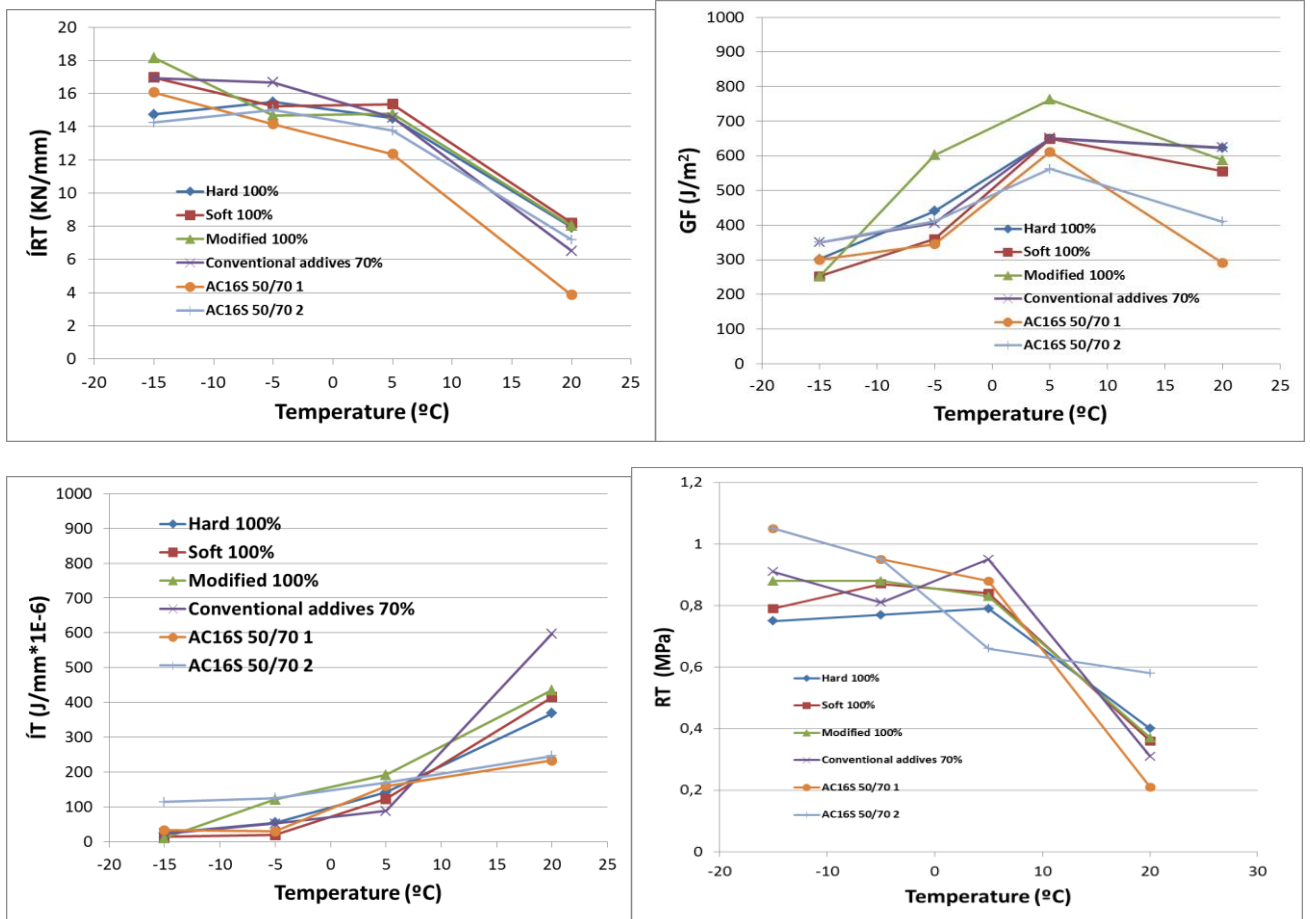 20
18
16
14
12
10
8
6
4
2
0
ÍRT (KN/mm)
Hard 100%
Soft 100%
Modified 100%
Conventional addives 70%
AC16S 50/70 1
AC16S 50/70 2
-20 -15 -10 -5 0 5 10 15 20 25
Temperature (ºC)
1000
900
800
700
600
500
400
300
200
100
0
GF (J/m²)
Hard 100%
Soft 100%
Modified 100%
Conventional addives 70%
AC16S 50/70 1
AC16S 50/70 2
-20 -15 -10 -5 0 5 10 15 20 25
Temperature (ºC)
1000
900
800
700
600
500
400
300
200
100
0
ÍT (J/mm*1E-6)
Hard 100%
Soft 100%
Modified 100%
Conventional addives 70%
AC16S 50/70 1
AC16S 50/70 2
-20 -15 -10 -5 0 5 10 15 20 25
Temperature (ºC)
1,2
1
0,8
0,6
0,4
0,2
0
RT (MPa)
Hard 100%
Soft 100%
Modified 100%
Conventional addives 70%
AC16S 50/70 1
AC16S 50/70 2
-20 -10 0 10 20 30
Temperature (ºC)